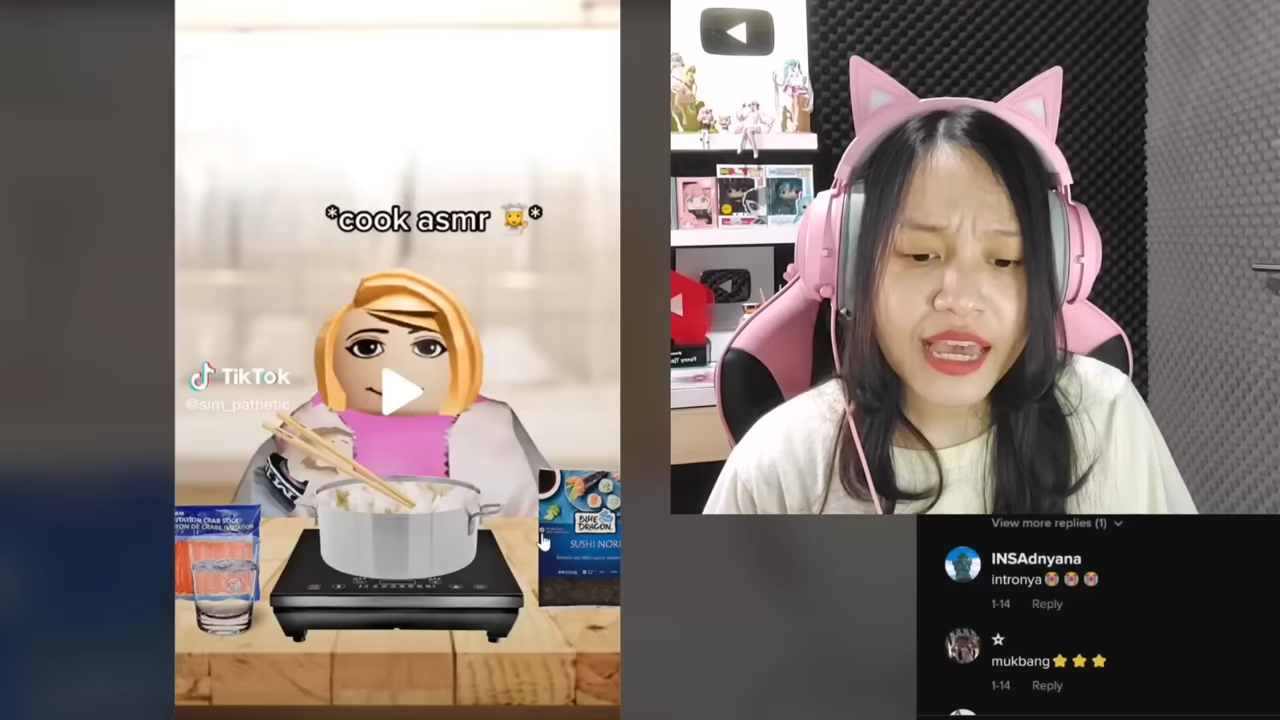 *cook asmr 👩‍🍳*
TikTok
@sim_pathetic
IMITATION CRAB STICK
BLUE DRAGON
SUSHI NORI
View more replies (1)
INSAdnyana
intronya😭😭😭
1-14 Reply
☆
mukbang⭐⭐⭐
1-14 Reply